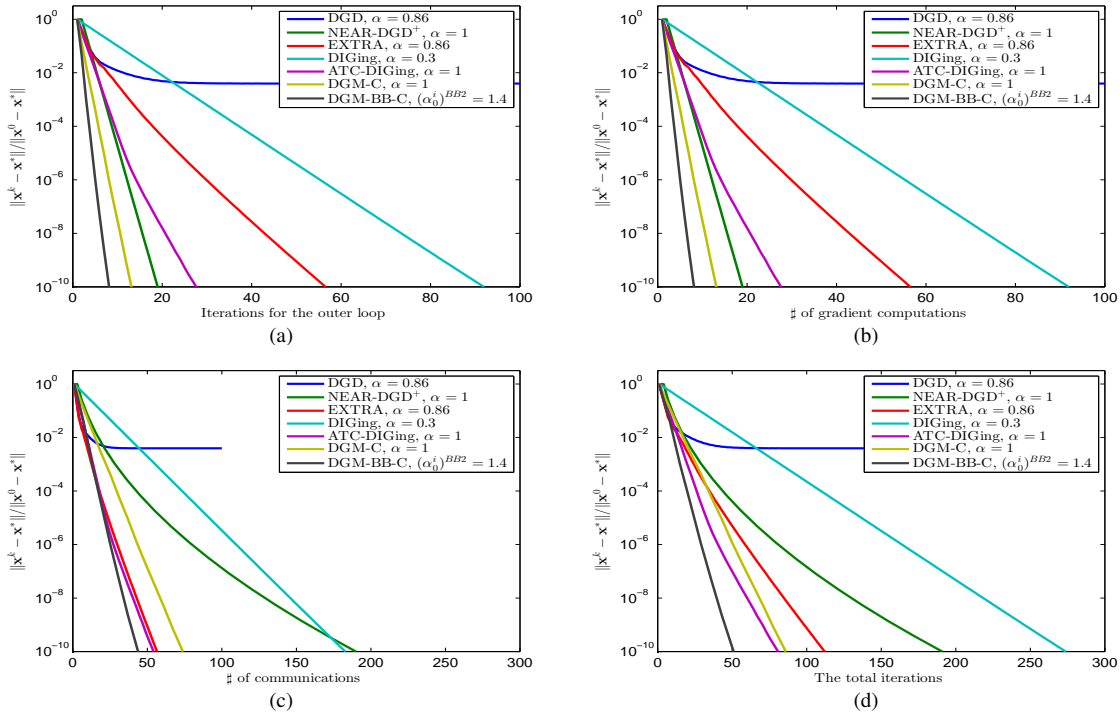 10^0
10^{-2}
10^{-4}
10^{-6}
10^{-8}
10^{-10}
||x^k − x^*||/||x^0 − x^*||
DGD, α = 0.86
NEAR-DGD^+, α = 1
EXTRA, α = 0.86
DIGing, α = 0.3
ATC-DIGing, α = 1
DGM-C, α = 1
DGM-BB-C, (α_0^i)^{BB2} = 1.4
0 20 40 60 80 100
Iterations for the outer loop
(a)
10^0
10^{-2}
10^{-4}
10^{-6}
10^{-8}
10^{-10}
||x^k − x^*||/||x^0 − x^*||
DGD, α = 0.86
NEAR-DGD^+, α = 1
EXTRA, α = 0.86
DIGing, α = 0.3
ATC-DIGing, α = 1
DGM-C, α = 1
DGM-BB-C, (α_0^i)^{BB2} = 1.4
0 20 40 60 80 100
♯ of gradient computations
(b)
10^0
10^{-2}
10^{-4}
10^{-6}
10^{-8}
10^{-10}
||x^k − x^*||/||x^0 − x^*||
DGD, α = 0.86
NEAR-DGD^+, α = 1
EXTRA, α = 0.86
DIGing, α = 0.3
ATC-DIGing, α = 1
DGM-C, α = 1
DGM-BB-C, (α_0^i)^{BB2} = 1.4
0 50 100 150 200 250 300
♯ of communications
(c)
10^0
10^{-2}
10^{-4}
10^{-6}
10^{-8}
10^{-10}
||x^k − x^*||/||x^0 − x^*||
DGD, α = 0.86
NEAR-DGD^+, α = 1
EXTRA, α = 0.86
DIGing, α = 0.3
ATC-DIGing, α = 1
DGM-C, α = 1
DGM-BB-C, (α_0^i)^{BB2} = 1.4
0 50 100 150 200 250 300
The total iterations
(d)